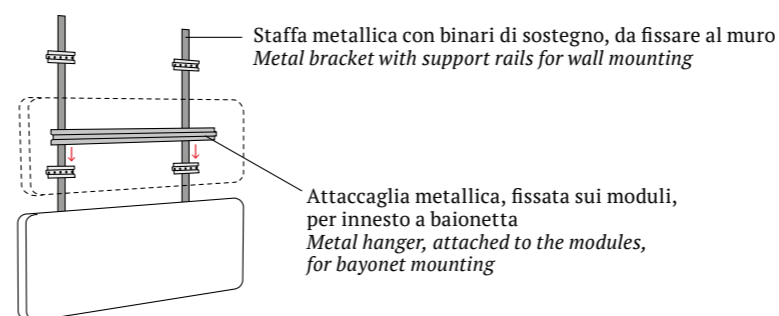 Staffa metallica con binari di sostegno, da fissare al muro
Metal bracket with support rails for wall mounting
Attaccaglia metallica, fissata sui moduli,
per innesto a baionetta
Metal hanger, attached to the modules,
for bayonet mounting